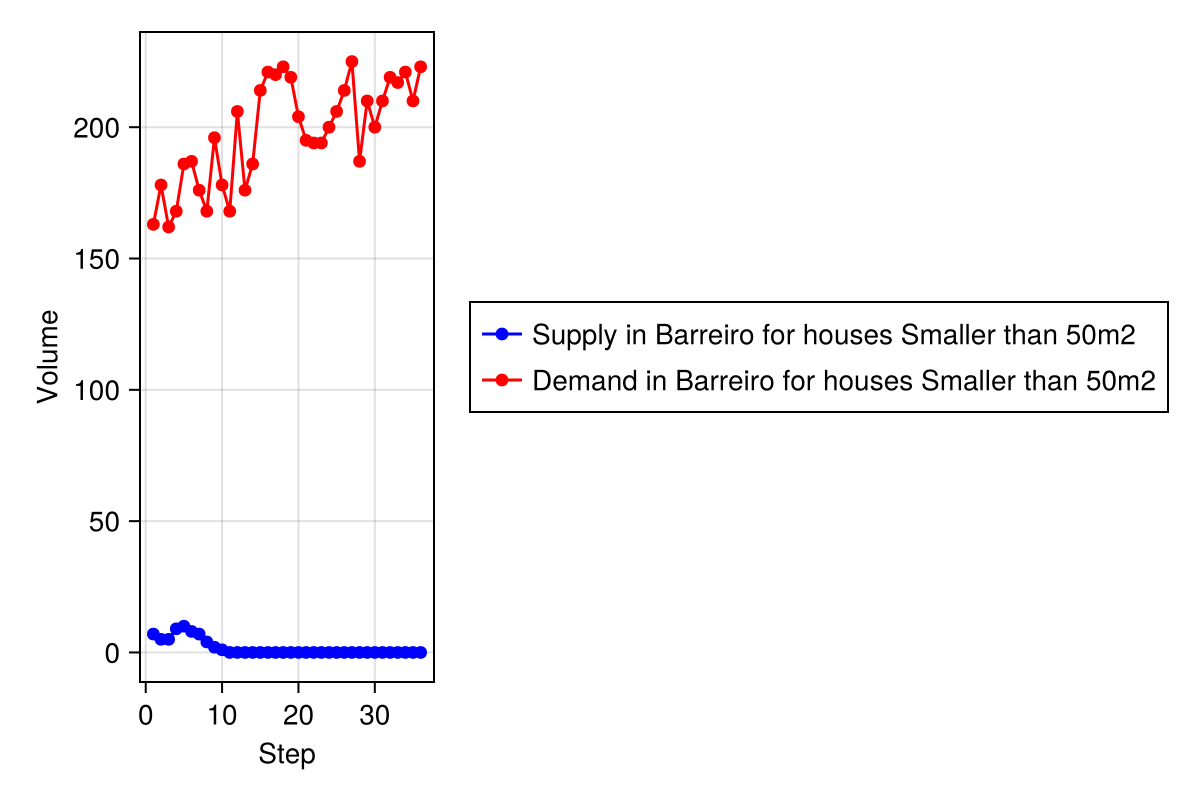 200
150
100
50
0
Volume
0 10 20 30
Step
Supply in Barreiro for houses Smaller than 50m2
Demand in Barreiro for houses Smaller than 50m2